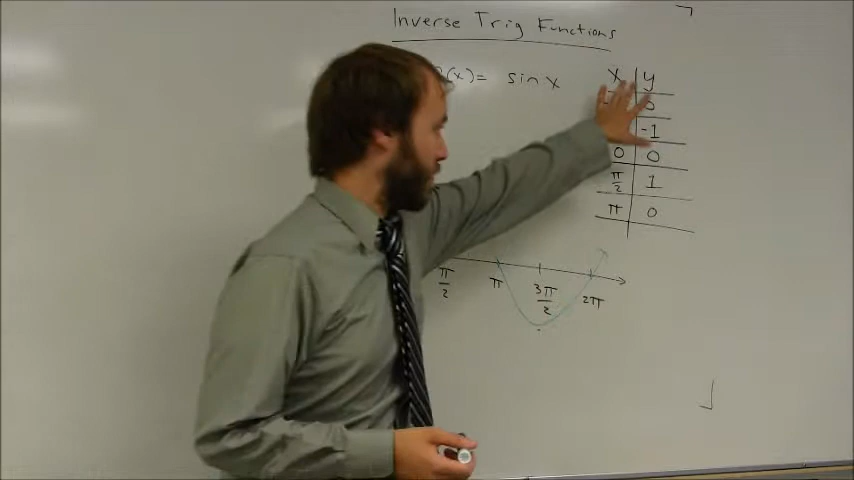 Inverse Trig Functions
(x) = sin x
x y
0
-1
0 0
π/2 1
π 0
π/2 π 3π/2 2π